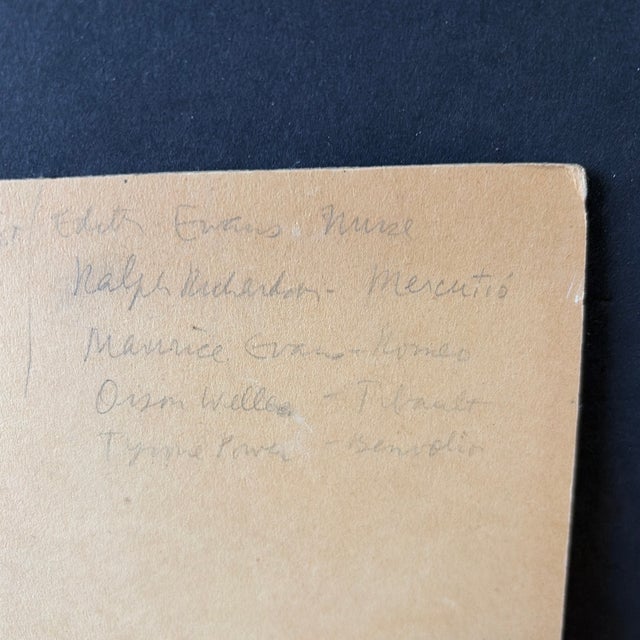 Edith Evans - Nurse
Ralph Richardson - Mercutio
Maurice Evans - Romeo
Orson Welles - Tibault
Tyrone Power - Benvolio